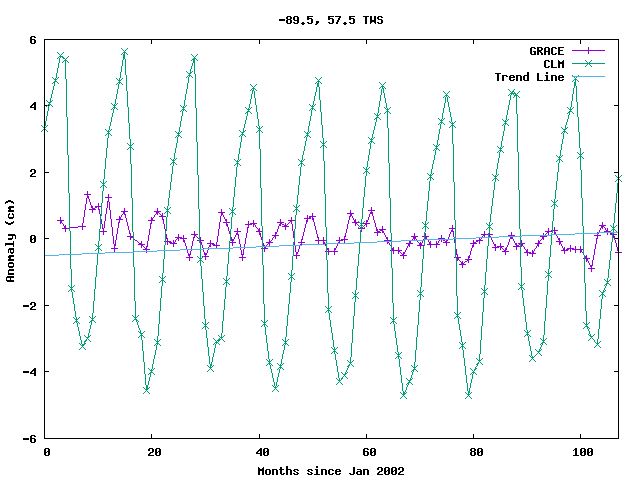 -89.5, 57.5 TWS
GRACE
CLM
Trend Line
6
4
2
0
-2
-4
-6
Anomaly (cm)
0 20 40 60 80 100
Months since Jan 2002